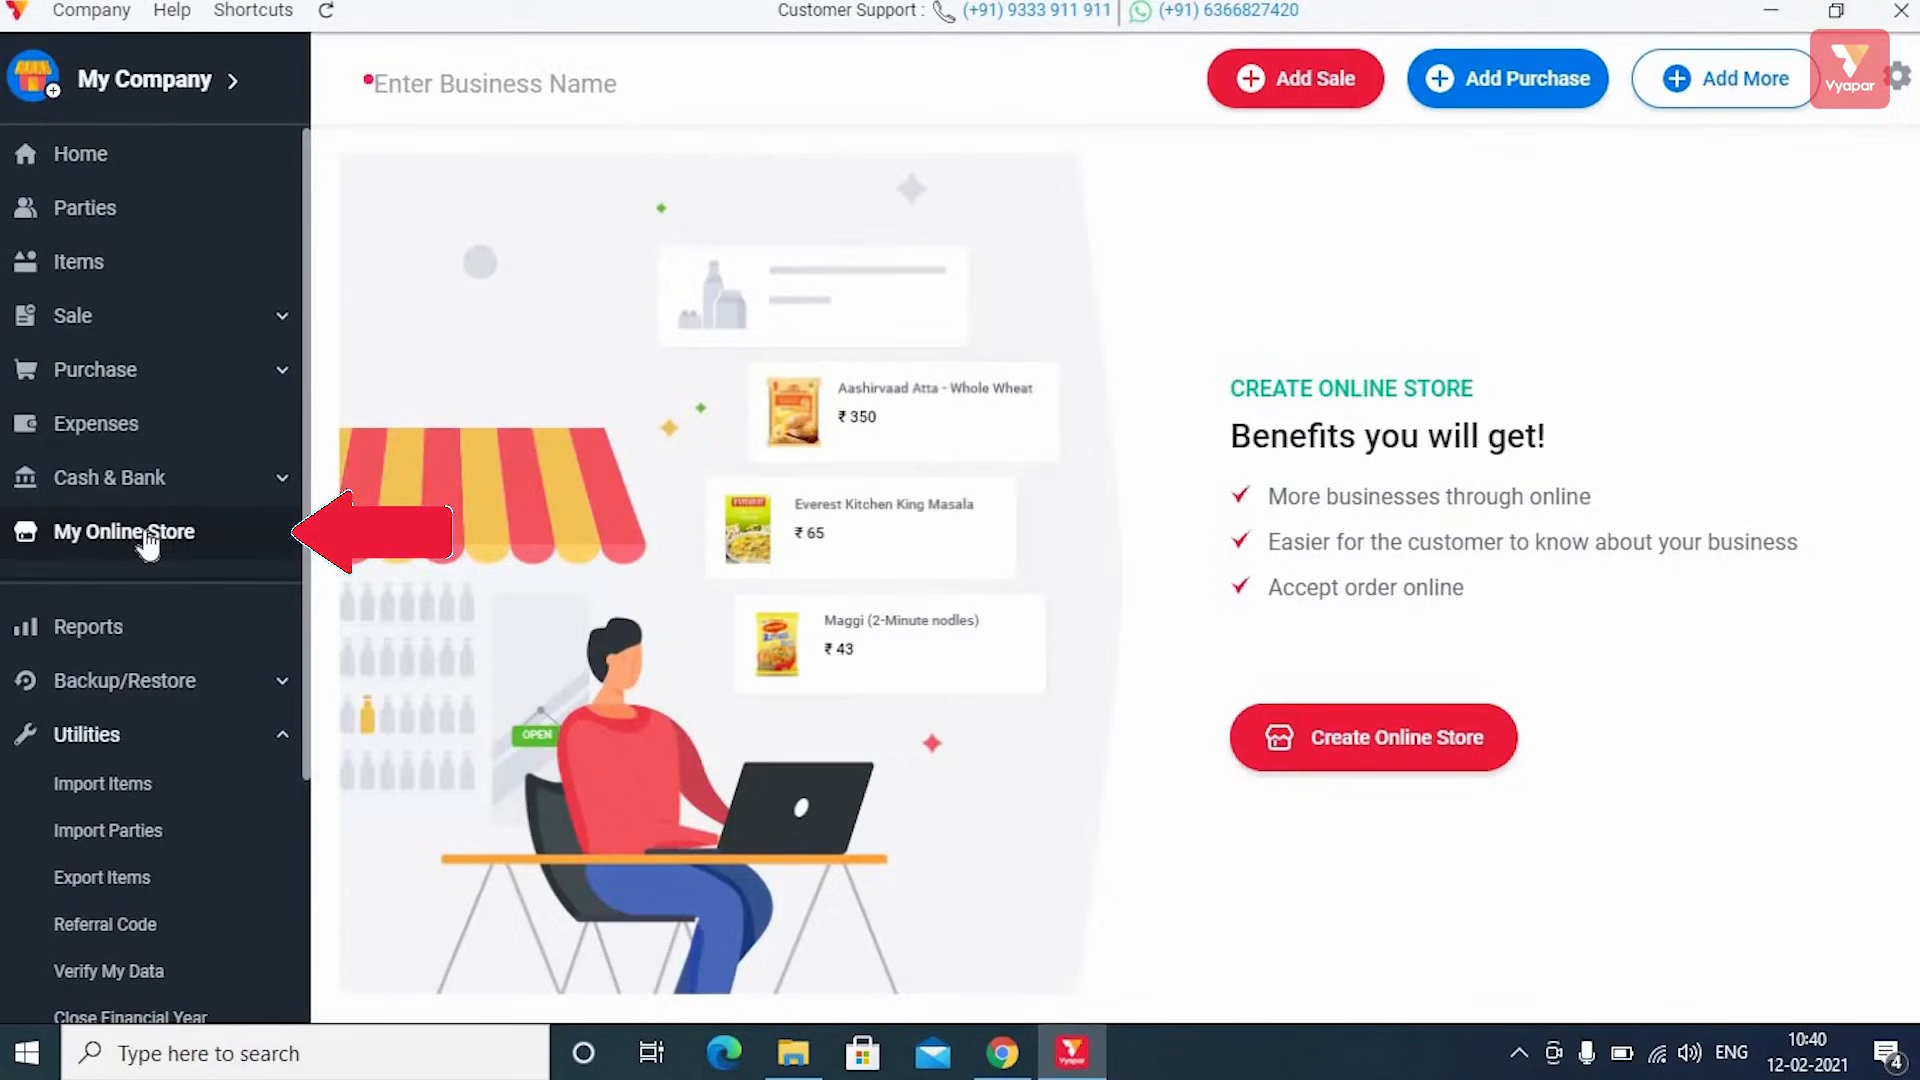 Company Help Shortcuts
Customer Support : (+91) 9333 911 911 | (+91) 6366827420
My Company
Enter Business Name
Add Sale
Add Purchase
Add More
Vyapar
Home
Parties
Items
Sale
Purchase
Expenses
Cash & Bank
My Online Store
Reports
Backup/Restore
Utilities
Import Items
Import Parties
Export Items
Referral Code
Verify My Data
Close Financial Year
Aashirvaad Atta - Whole Wheat
₹ 350
EVEREST
Everest Kitchen King Masala
₹ 65
Maggi (2-Minute nodles)
₹ 43
OPEN
CREATE ONLINE STORE
Benefits you will get!
More businesses through online
Easier for the customer to know about your business
Accept order online
Create Online Store
Type here to search
Vyapar
ENG
10:40
12-02-2021
4